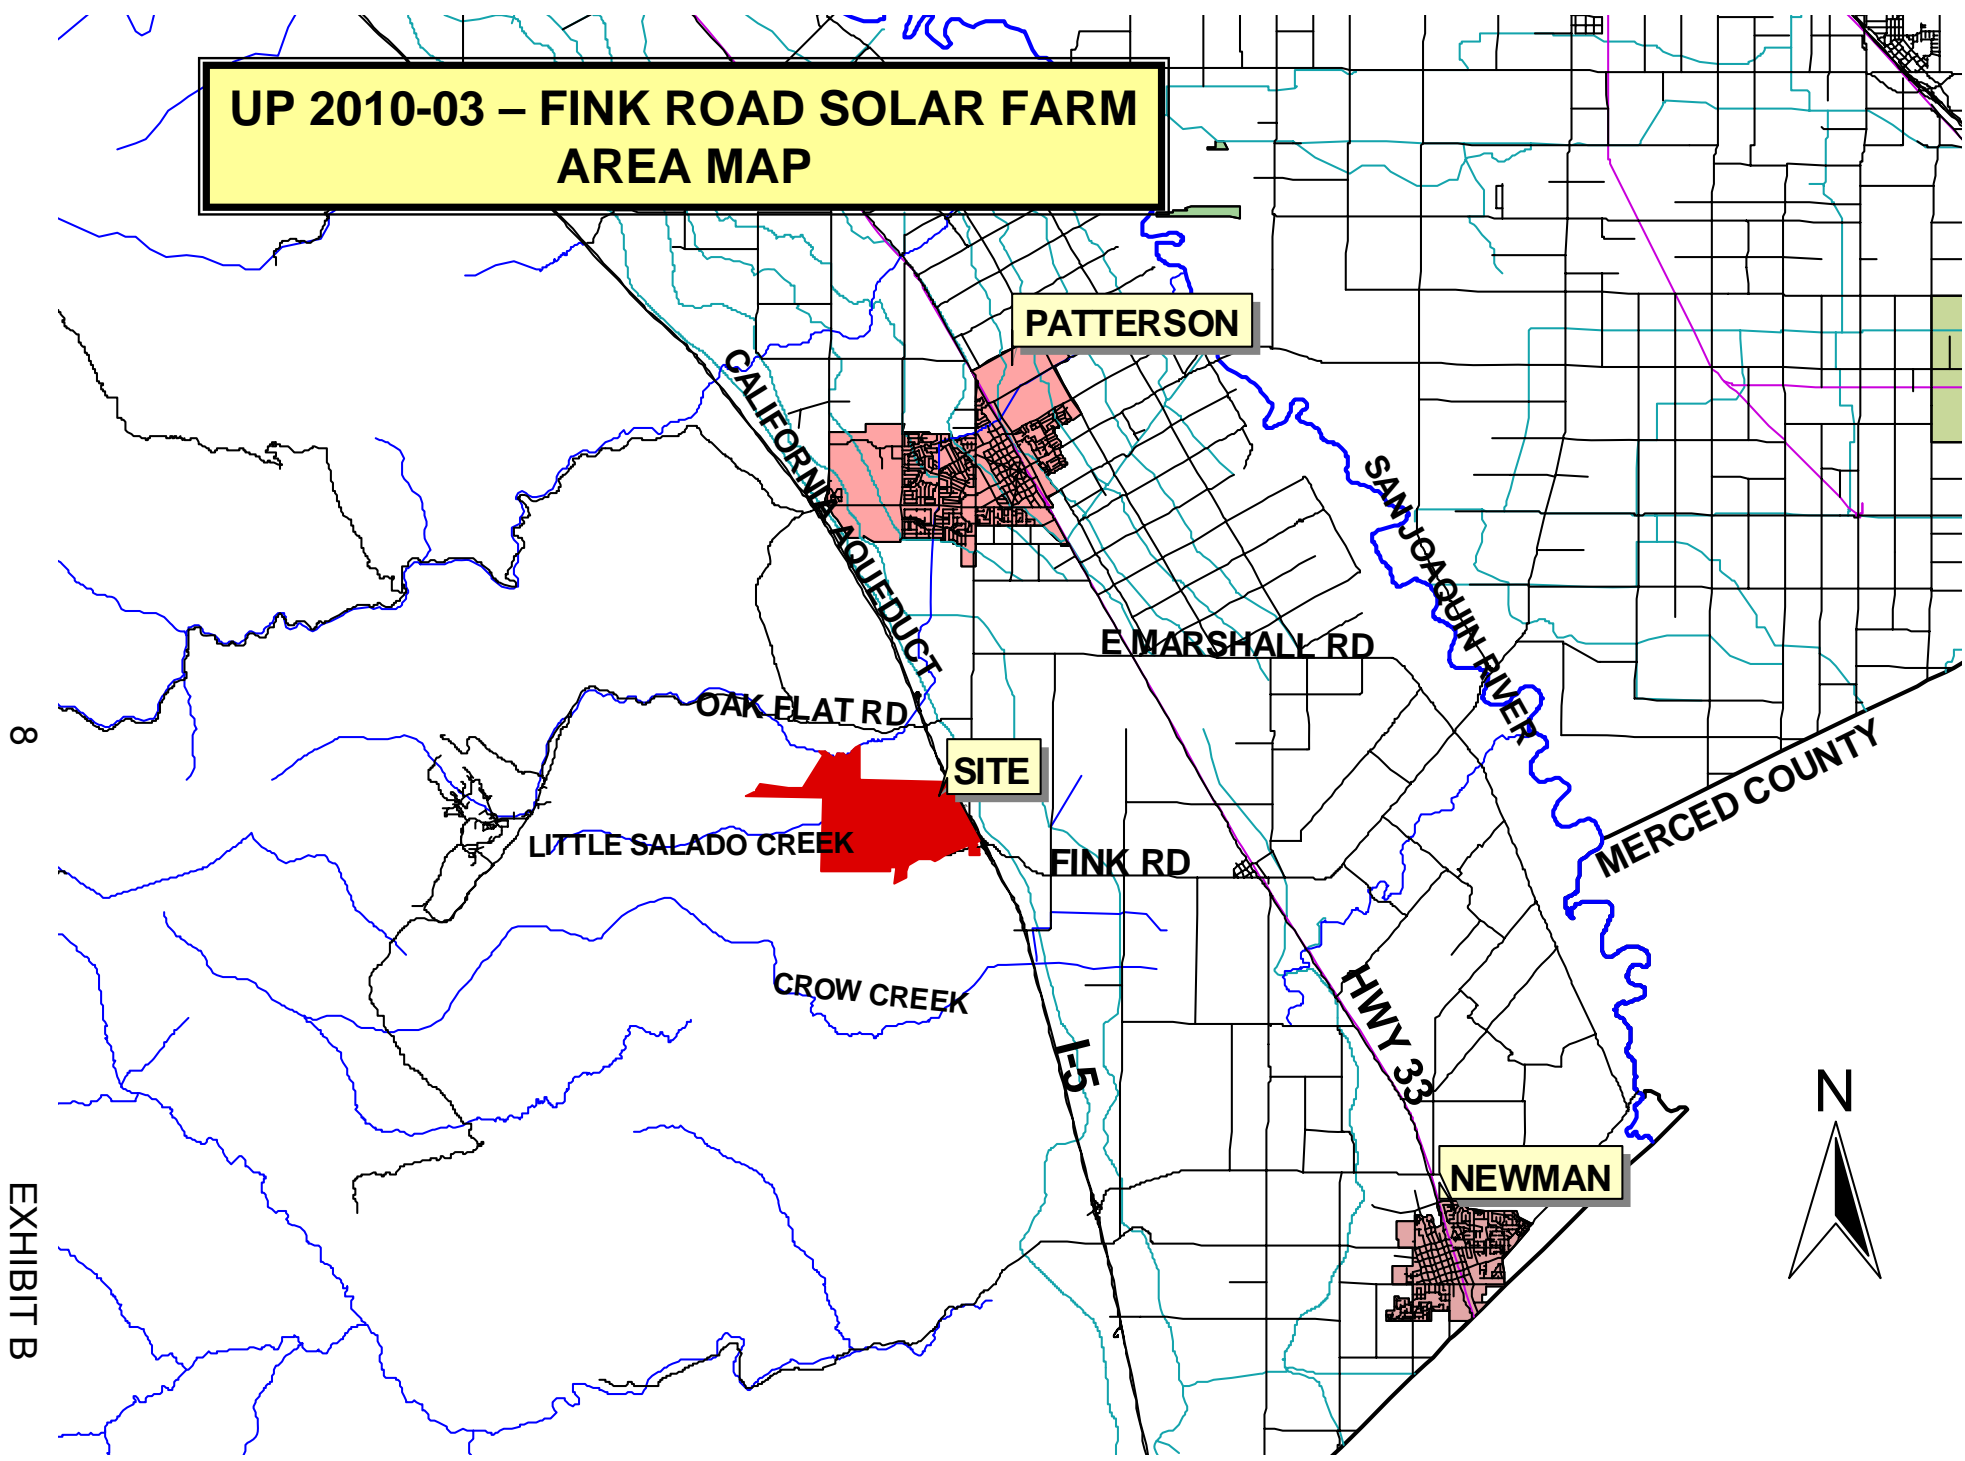 UP 2010-03 – FINK ROAD SOLAR FARM
AREA MAP
PATTERSON
CALIFORNIA AQUEDUCT
SAN JOAQUIN RIVER
E MARSHALL RD
OAK FLAT RD
SITE
MERCED COUNTY
LITTLE SALADO CREEK
FINK RD
CROW CREEK
HWY 33
I-5
N
NEWMAN
8
EXHIBIT B